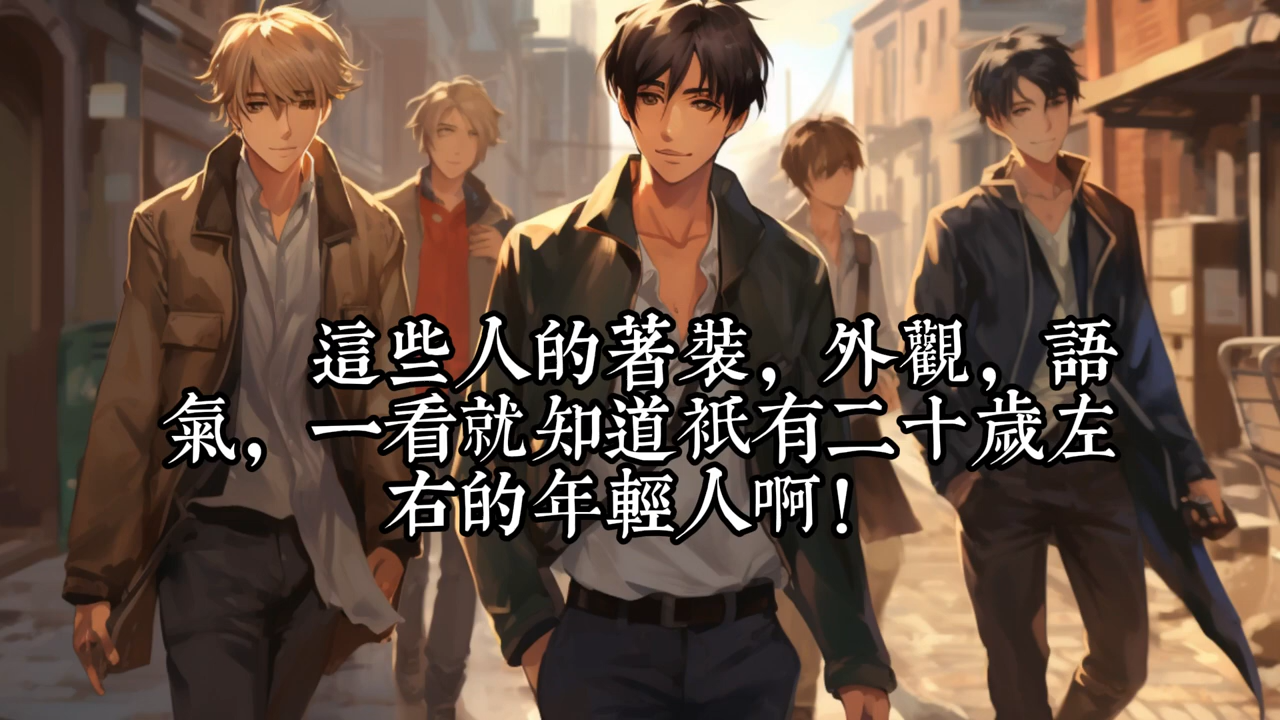 這些人的著裝，外觀，語
氣，一看就知道祇有二十歲左
右的年輕人啊！